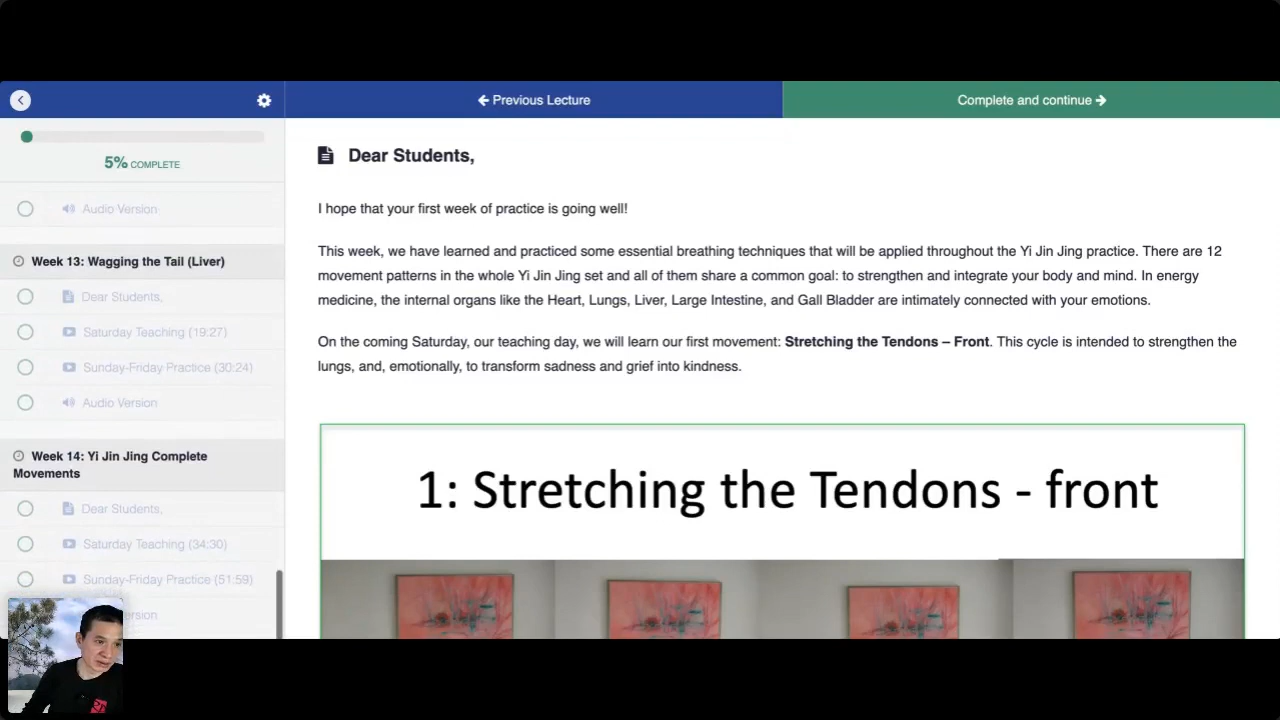 Previous Lecture
Complete and continue
5% COMPLETE
Audio Version
Week 13: Wagging the Tail (Liver)
Dear Students,
Saturday Teaching (19:27)
Sunday-Friday Practice (30:24)
Audio Version
Week 14: Yi Jin Jing Complete
Movements
Dear Students,
Saturday Teaching (34:30)
Sunday-Friday Practice (51:59)
Dear Students,
I hope that your first week of practice is going well!
This week, we have learned and practiced some essential breathing techniques that will be applied throughout the Yi Jin Jing practice. There are 12
movement patterns in the whole Yi Jin Jing set and all of them share a common goal: to strengthen and integrate your body and mind. In energy
medicine, the internal organs like the Heart, Lungs, Liver, Large Intestine, and Gall Bladder are intimately connected with your emotions.
On the coming Saturday, our teaching day, we will learn our first movement: Stretching the Tendons – Front. This cycle is intended to strengthen the
lungs, and, emotionally, to transform sadness and grief into kindness.
1: Stretching the Tendons - front